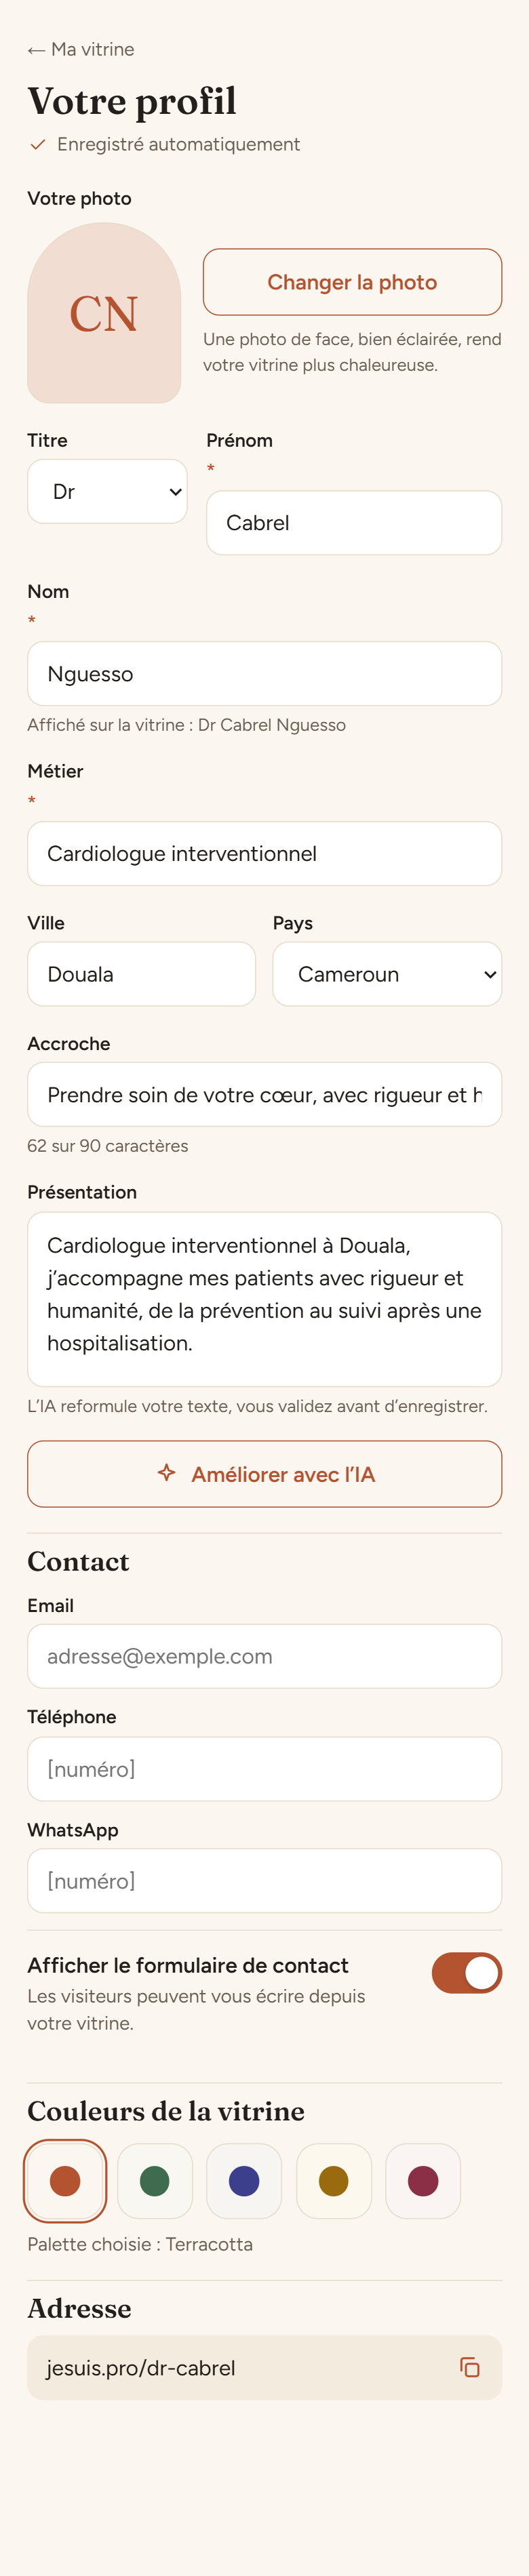 ← Ma vitrine
Votre profil
Enregistré automatiquement
Votre photo
CN
Changer la photo
Une photo de face, bien éclairée, rend
votre vitrine plus chaleureuse.
Titre
Prénom
*
Dr
Cabrel
Nom
*
Nguesso
Affiché sur la vitrine : Dr Cabrel Nguesso
Métier
*
Cardiologue interventionnel
Ville
Pays
Douala
Cameroun
Accroche
Prendre soin de votre cœur, avec rigueur et h
62 sur 90 caractères
Présentation
Cardiologue interventionnel à Douala,
j’accompagne mes patients avec rigueur et
humanité, de la prévention au suivi après une
hospitalisation.
L’IA reformule votre texte, vous validez avant d’enregistrer.
Améliorer avec l’IA
Contact
Email
adresse@exemple.com
Téléphone
[numéro]
WhatsApp
[numéro]
Afficher le formulaire de contact
Les visiteurs peuvent vous écrire depuis
votre vitrine.
Couleurs de la vitrine
Palette choisie : Terracotta
Adresse
jesuis.pro/dr-cabrel